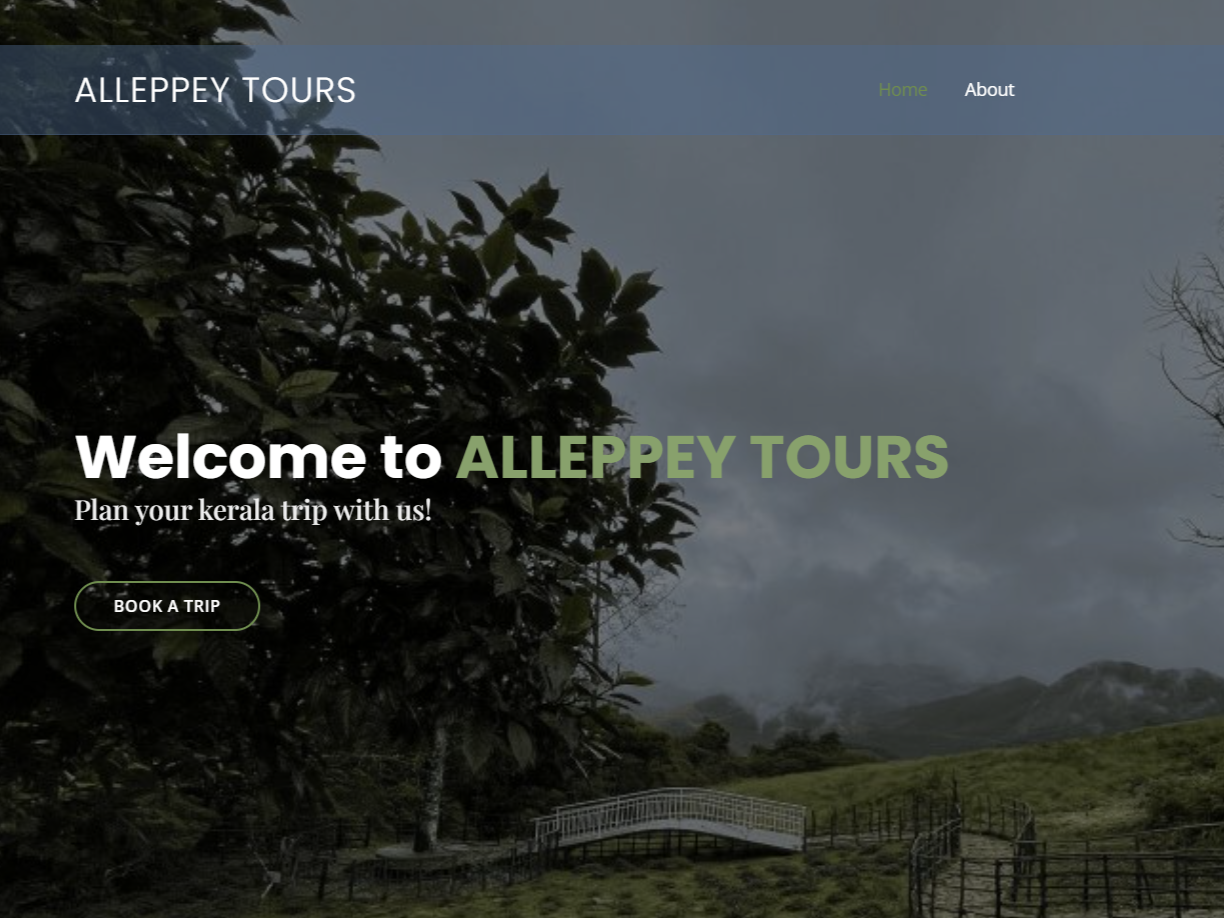 ALLEPPEY TOURS
Home About
Welcome to ALLEPPEY TOURS
Plan your kerala trip with us!
BOOK A TRIP